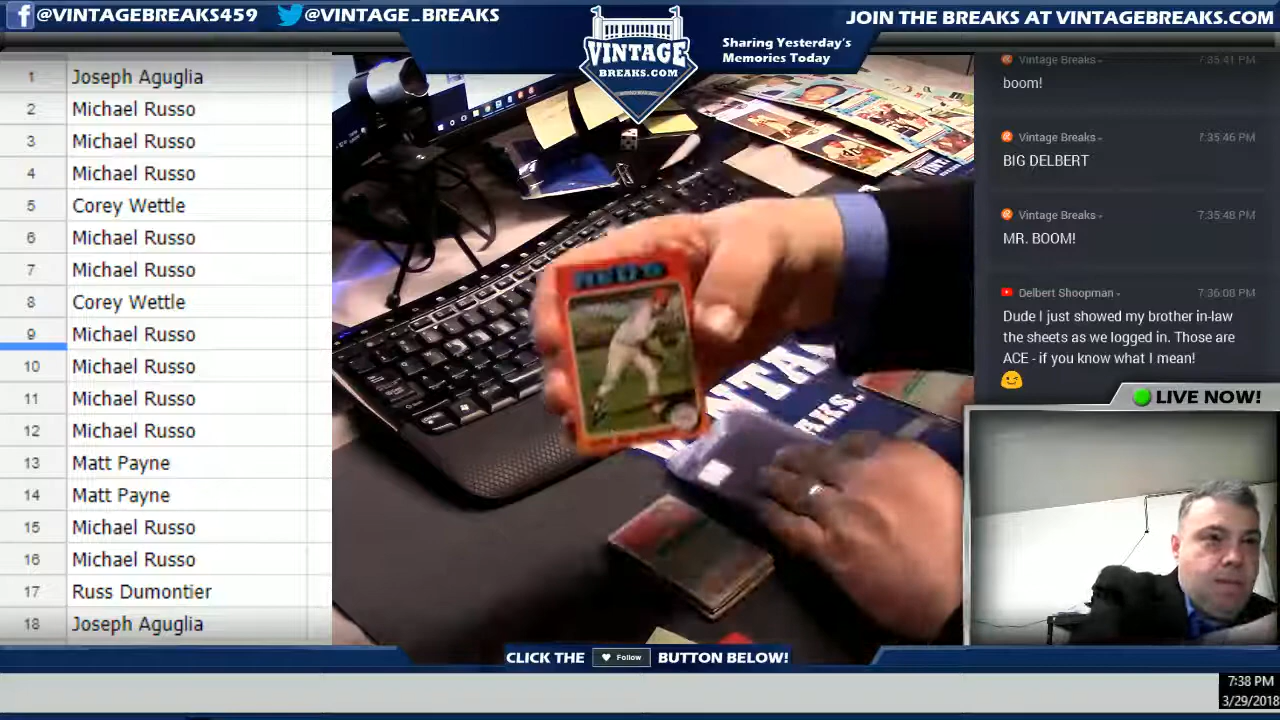 @VINTAGEBREAKS459 @VINTAGE_BREAKS
VINTAGE
BREAKS.COM
Sharing Yesterday's
Memories Today
JOIN THE BREAKS AT VINTAGEBREAKS.COM
1 Joseph Aguglia
2 Michael Russo
3 Michael Russo
4 Michael Russo
5 Corey Wettle
6 Michael Russo
7 Michael Russo
8 Corey Wettle
9 Michael Russo
10 Michael Russo
11 Michael Russo
12 Michael Russo
13 Matt Payne
14 Matt Payne
15 Michael Russo
16 Michael Russo
17 Russ Dumontier
18 Joseph Aguglia
BREAKS.
Vintage Breaks 7:35:41 PM
boom!
Vintage Breaks 7:35:46 PM
BIG DELBERT
Vintage Breaks 7:35:48 PM
MR. BOOM!
Delbert Shoopman 7:36:08 PM
Dude I just showed my brother in-law
the sheets as we logged in. Those are
ACE - if you know what I mean!
LIVE NOW!
CLICK THE Follow BUTTON BELOW!
7:38 PM
3/29/2018